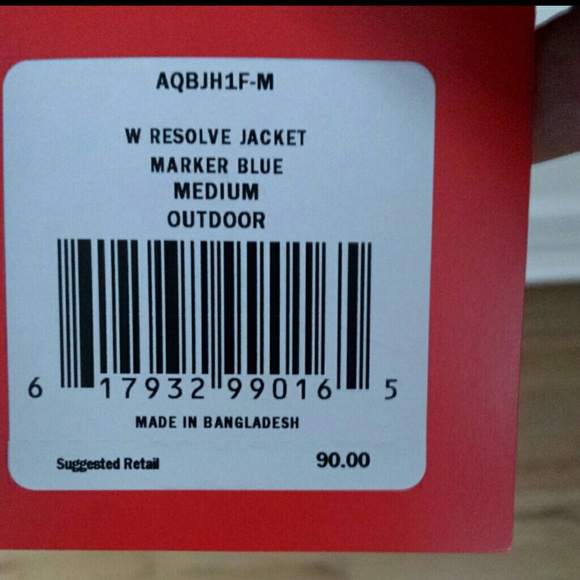 AQBJH1F-M
W RESOLVE JACKET
MARKER BLUE
MEDIUM
OUTDOOR
6 17932 99016 5
MADE IN BANGLADESH
Suggested Retail 90.00